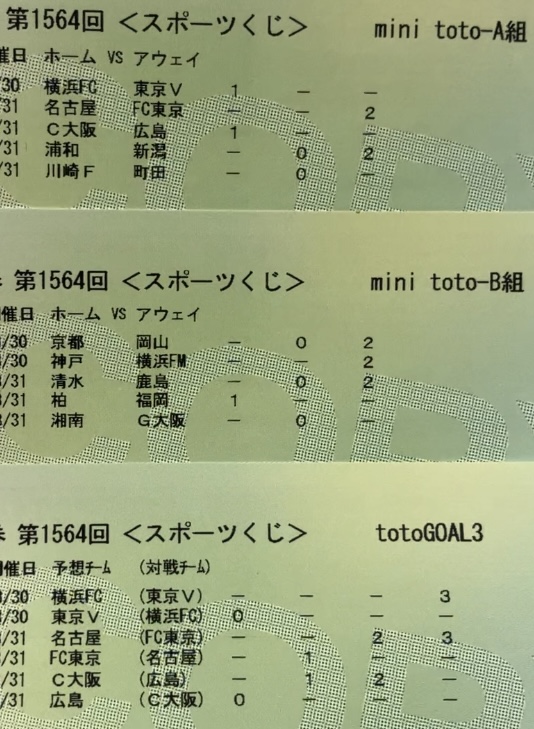 第1564回 <スポーツくじ> mini toto-A組
催日 ホーム VS アウェイ
/30 横浜FC 東京V 1 － －
/31 名古屋 FC東京 － － 2
/31 C大阪 広島 1 － －
/31 浦和 新潟 － 0 2
/31 川崎F 町田 － 0 －
第1564回 <スポーツくじ> mini toto-B組
催日 ホーム VS アウェイ
/30 京都 岡山 － 0 2
/30 神戸 横浜FM － － 2
/31 清水 鹿島 － 0 2
/31 柏 福岡 1 － －
/31 湘南 G大阪 － 0 －
第1564回 <スポーツくじ> totoGOAL3
催日 予想チーム (対戦チーム)
/30 横浜FC (東京V) － － － 3
/30 東京V (横浜FC) 0 － － －
/31 名古屋 (FC東京) － － 2 3
/31 FC東京 (名古屋) － 1 － －
/31 C大阪 (広島) － 1 2 －
/31 広島 (C大阪) 0 － － －